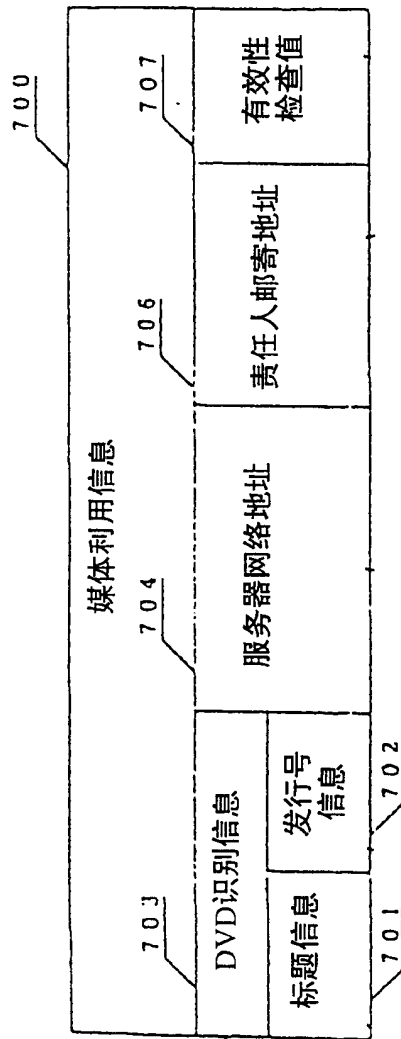 700
媒体利用信息
703
704
706
707
DVD识别信息
服务器网络地址
责任人邮寄地址
有效性
检查值
标题信息
发行号
信息
701
702